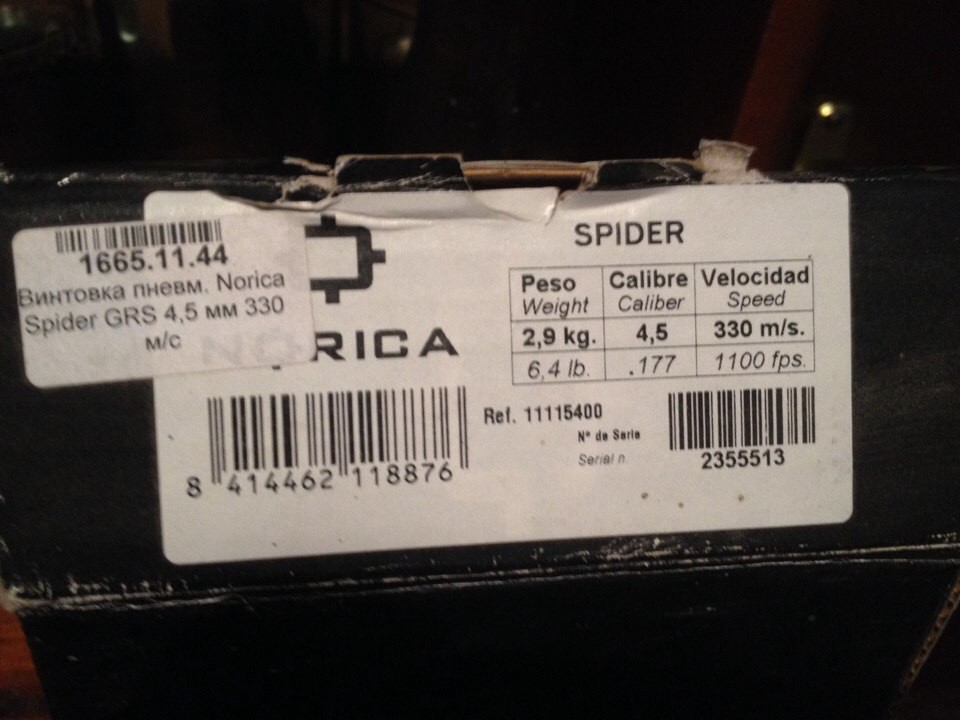 1665.11.44
Винтовка пневм. Norica
Spider GRS 4,5 мм 330
м/с
NORICA
8 414462 118876
SPIDER
Peso Calibre Velocidad
Weight Caliber Speed
2,9 kg. 4,5 330 m/s.
6,4 lb. .177 1100 fps.
Ref. 11115400
Nº de Serie
Serial n.
2355513